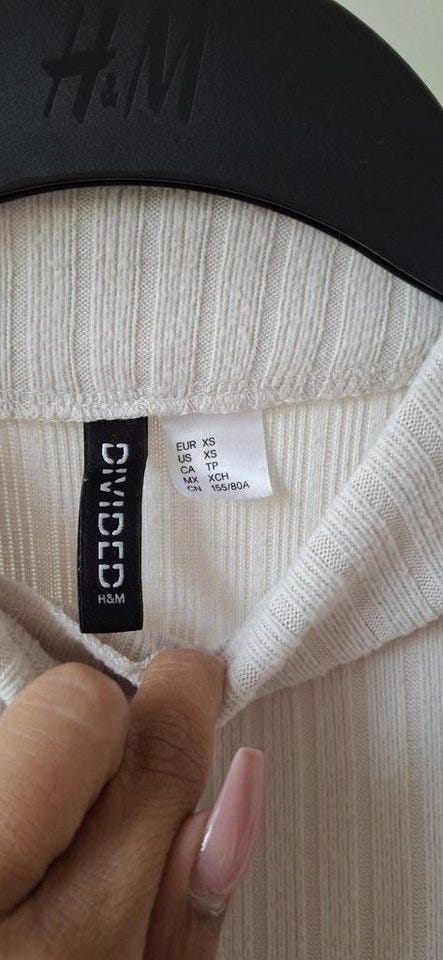 H&M
DIVIDED
H&M
EUR XS
US XS
CA TP
MX XCH
CN 155/80A